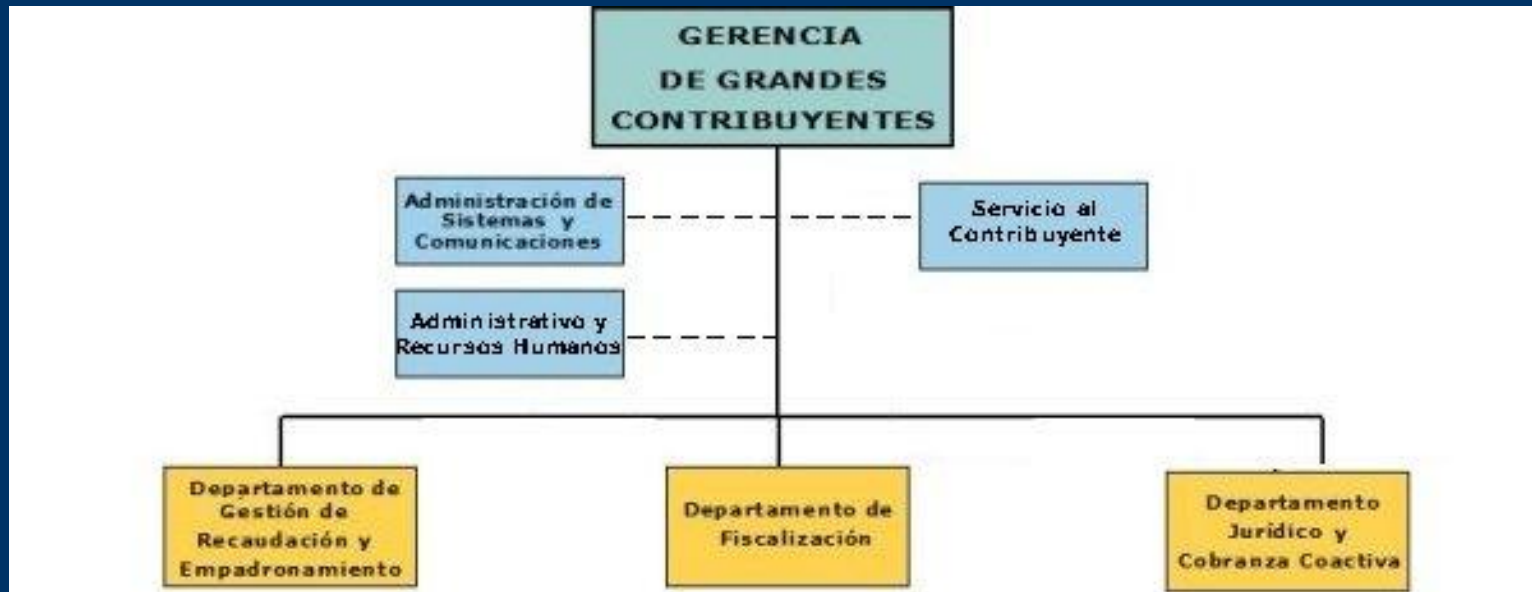 GERENCIA
DE GRANDES
CONTRIBUYENTES
Administración de
Sistemas y
Comunicaciones
Servicio al
Contribuyente
Administrativo y
Recursos Humanos
Departamento de
Gestión de
Recaudación y
Empadronamiento
Departamento de
Fiscalización
Departamento
Jurídico y
Cobranza Coactiva